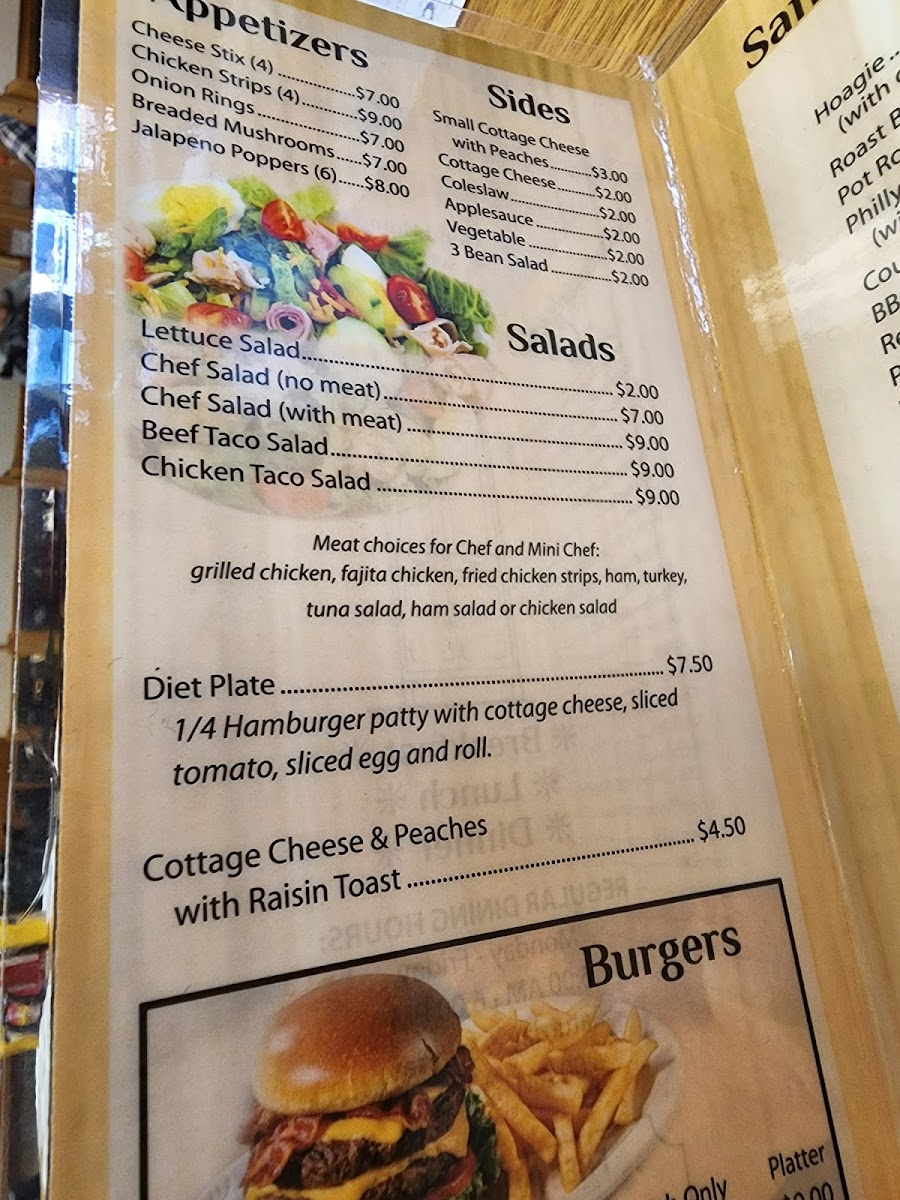 Appetizers
Cheese Stix (4) ................$7.00
Chicken Strips (4)...........$9.00
Onion Rings.....................$7.00
Breaded Mushrooms......$7.00
Jalapeno Poppers (6)......$8.00
Sides
Small Cottage Cheese
with Peaches..........$3.00
Cottage Cheese.........$2.00
Coleslaw.....................$2.00
Applesauce................$2.00
Vegetable..................$2.00
3 Bean Salad..............$2.00
Salads
Lettuce Salad.................................................. $2.00
Chef Salad (no meat)..................................... $7.00
Chef Salad (with meat) .................................. $9.00
Beef Taco Salad.............................................. $9.00
Chicken Taco Salad ........................................ $9.00
Meat choices for Chef and Mini Chef:
grilled chicken, fajita chicken, fried chicken strips, ham, turkey,
tuna salad, ham salad or chicken salad
Diet Plate ............................................................ $7.50
1/4 Hamburger patty with cottage cheese, sliced
tomato, sliced egg and roll.
Cottage Cheese & Peaches
with Raisin Toast ............................................. $4.50
Burgers
Only
Platter
Hoagie
(with
Roast
Pot
Philly